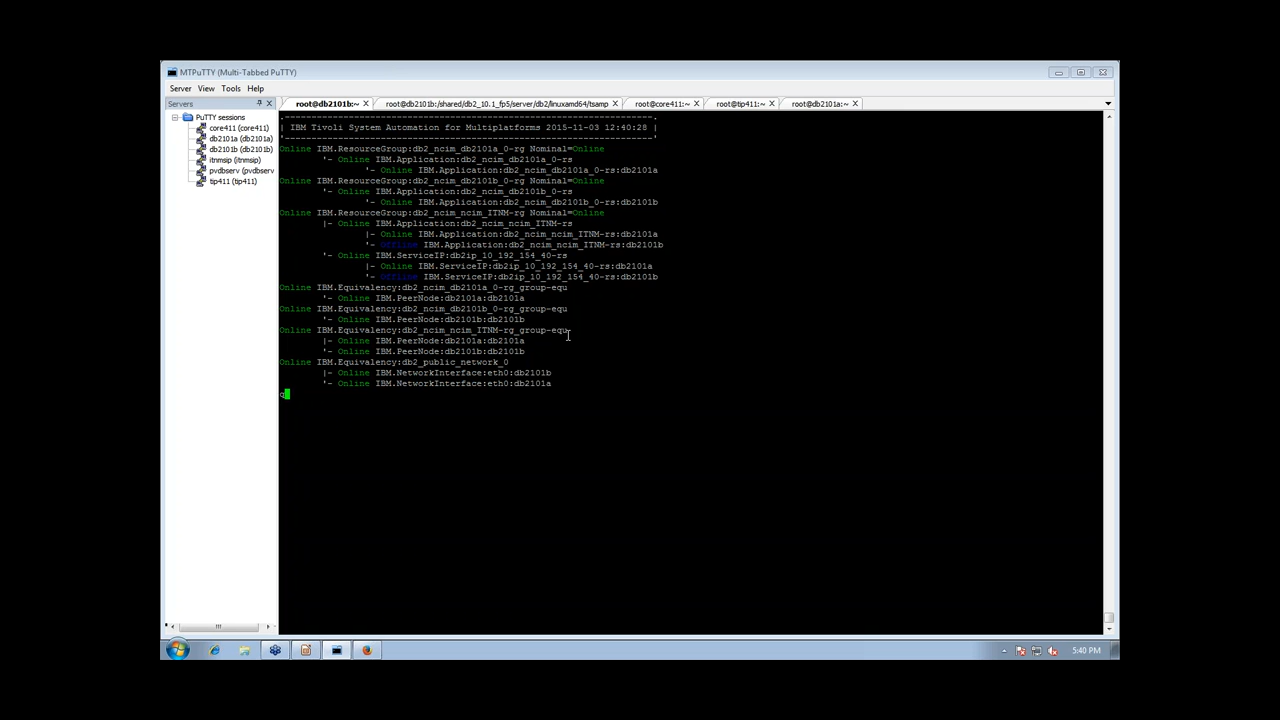 MTPuTTY (Multi-Tabbed PuTTY)
Server View Tools Help
Servers
root@db2101b:~ root@db2101b:/shared/db2_10.1_fp5/server/db2/linuxamd64/tsamp root@core411:~ root@tip411:~ root@db2101a:~
PuTTY sessions
core411 (core411)
db2101a (db2101a)
db2101b (db2101b)
itnmsip (itnmsip)
pvdbserv (pvdbserv
tip411 (tip411)
.---------------------------------------------------------------------.
| IBM Tivoli System Automation for Multiplatforms 2015-11-03 12:40:28 |
'---------------------------------------------------------------------'
Online IBM.ResourceGroup:db2_ncim_db2101a_0-rg Nominal=Online
'- Online IBM.Application:db2_ncim_db2101a_0-rs
'- Online IBM.Application:db2_ncim_db2101a_0-rs:db2101a
Online IBM.ResourceGroup:db2_ncim_db2101b_0-rg Nominal=Online
'- Online IBM.Application:db2_ncim_db2101b_0-rs
'- Online IBM.Application:db2_ncim_db2101b_0-rs:db2101b
Online IBM.ResourceGroup:db2_ncim_ncim_ITNM-rg Nominal=Online
|- Online IBM.Application:db2_ncim_ncim_ITNM-rs
|- Online IBM.Application:db2_ncim_ncim_ITNM-rs:db2101a
'- Offline IBM.Application:db2_ncim_ncim_ITNM-rs:db2101b
'- Online IBM.ServiceIP:db2ip_10_192_154_40-rs
|- Online IBM.ServiceIP:db2ip_10_192_154_40-rs:db2101a
'- Offline IBM.ServiceIP:db2ip_10_192_154_40-rs:db2101b
Online IBM.Equivalency:db2_ncim_db2101a_0-rg_group-equ
'- Online IBM.PeerNode:db2101a:db2101a
Online IBM.Equivalency:db2_ncim_db2101b_0-rg_group-equ
'- Online IBM.PeerNode:db2101b:db2101b
Online IBM.Equivalency:db2_ncim_ncim_ITNM-rg_group-equ
|- Online IBM.PeerNode:db2101a:db2101a
'- Online IBM.PeerNode:db2101b:db2101b
Online IBM.Equivalency:db2_public_network_0
|- Online IBM.NetworkInterface:eth0:db2101b
'- Online IBM.NetworkInterface:eth0:db2101a
q
5:40 PM